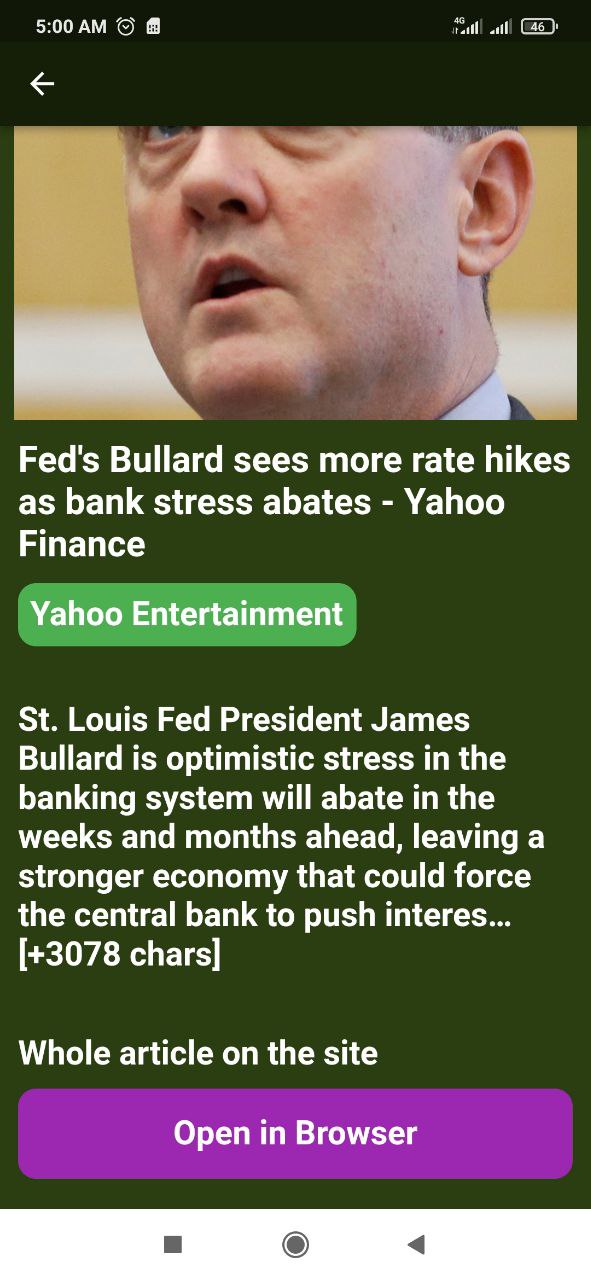 5:00 AM
4G
46
Fed's Bullard sees more rate hikes
as bank stress abates - Yahoo
Finance
Yahoo Entertainment
St. Louis Fed President James
Bullard is optimistic stress in the
banking system will abate in the
weeks and months ahead, leaving a
stronger economy that could force
the central bank to push interes…
[+3078 chars]
Whole article on the site
Open in Browser